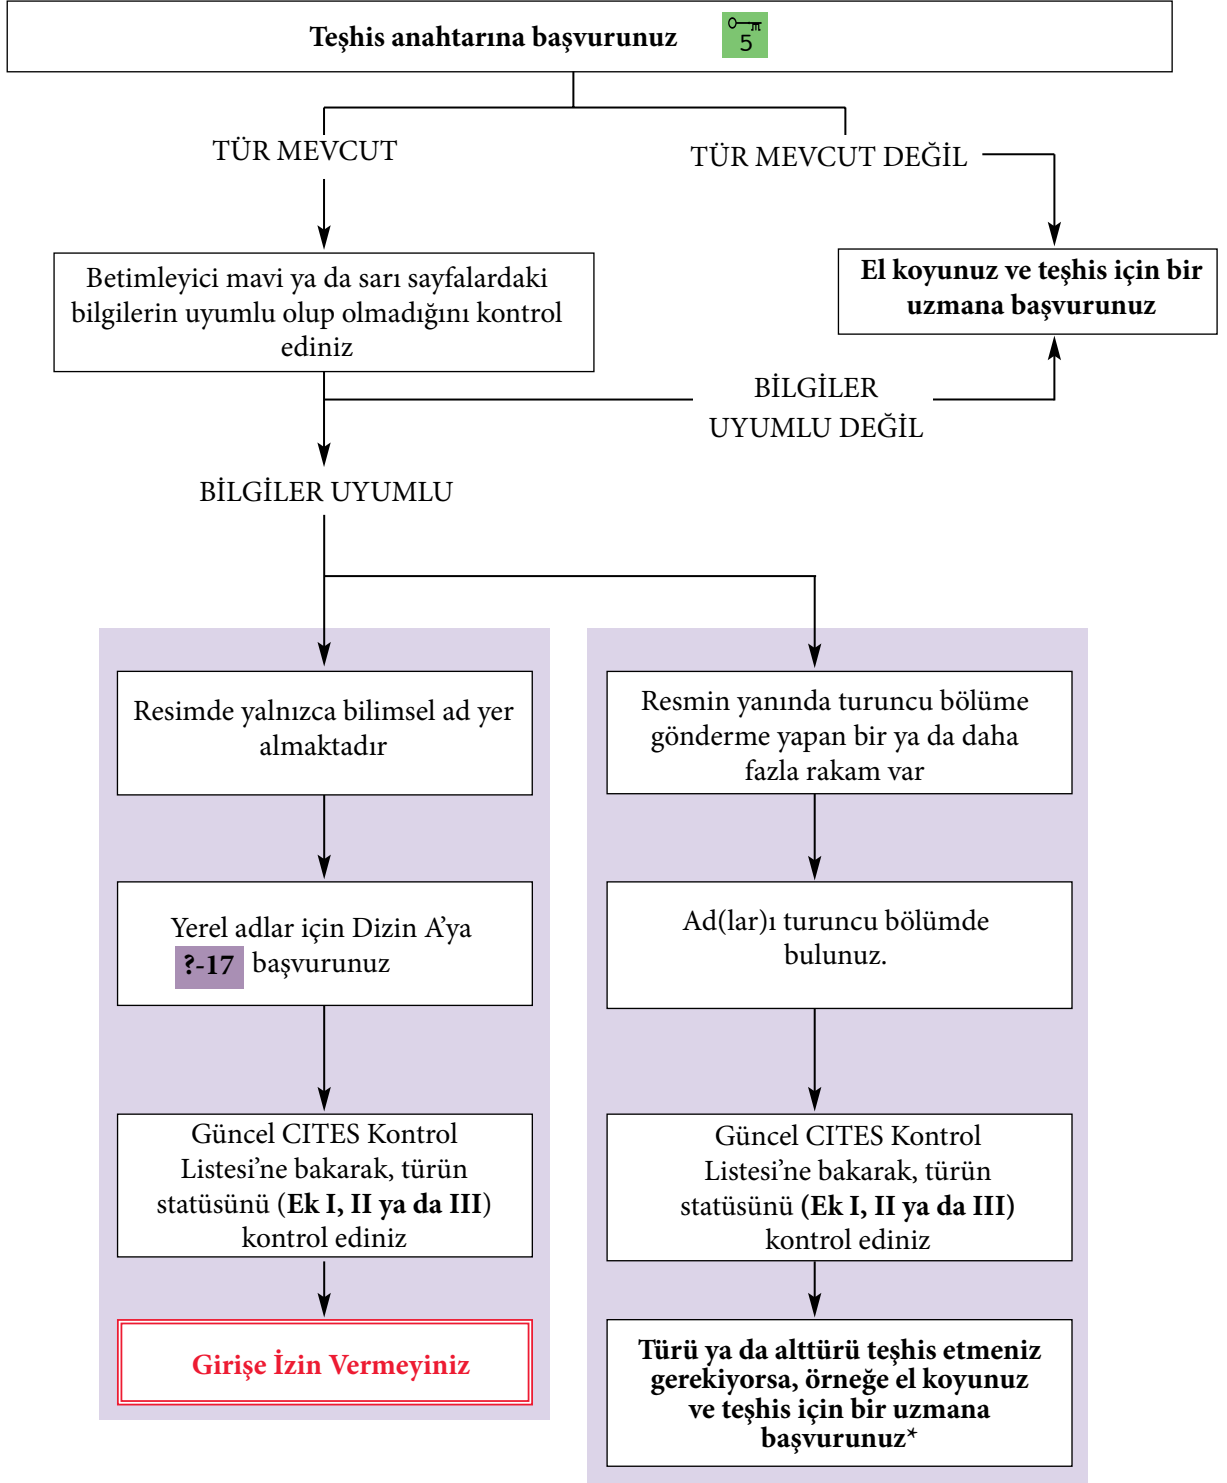 Teşhis anahtarına başvurunuz
5
TÜR MEVCUT
TÜR MEVCUT DEĞİL
Betimleyici mavi ya da sarı sayfalardaki
bilgilerin uyumlu olup olmadığını kontrol
ediniz
El koyunuz ve teşhis için bir
uzmana başvurunuz
BİLGİLER
UYUMLU DEĞİL
BİLGİLER UYUMLU
Resimde yalnızca bilimsel ad yer
almaktadır
Resmin yanında turuncu bölüme
gönderme yapan bir ya da daha
fazla rakam var
Yerel adlar için Dizin A’ya
?-17 başvurunuz
Ad(lar)ı turuncu bölümde
bulunuz.
Güncel CITES Kontrol
Listesi’ne bakarak, türün
statüsünü (Ek I, II ya da III)
kontrol ediniz
Güncel CITES Kontrol
Listesi’ne bakarak, türün
statüsünü (Ek I, II ya da III)
kontrol ediniz
Girişe İzin Vermeyiniz
Türü ya da alttürü teşhis etmeniz
gerekiyorsa, örneğe el koyunuz
ve teşhis için bir uzmana
başvurunuz*